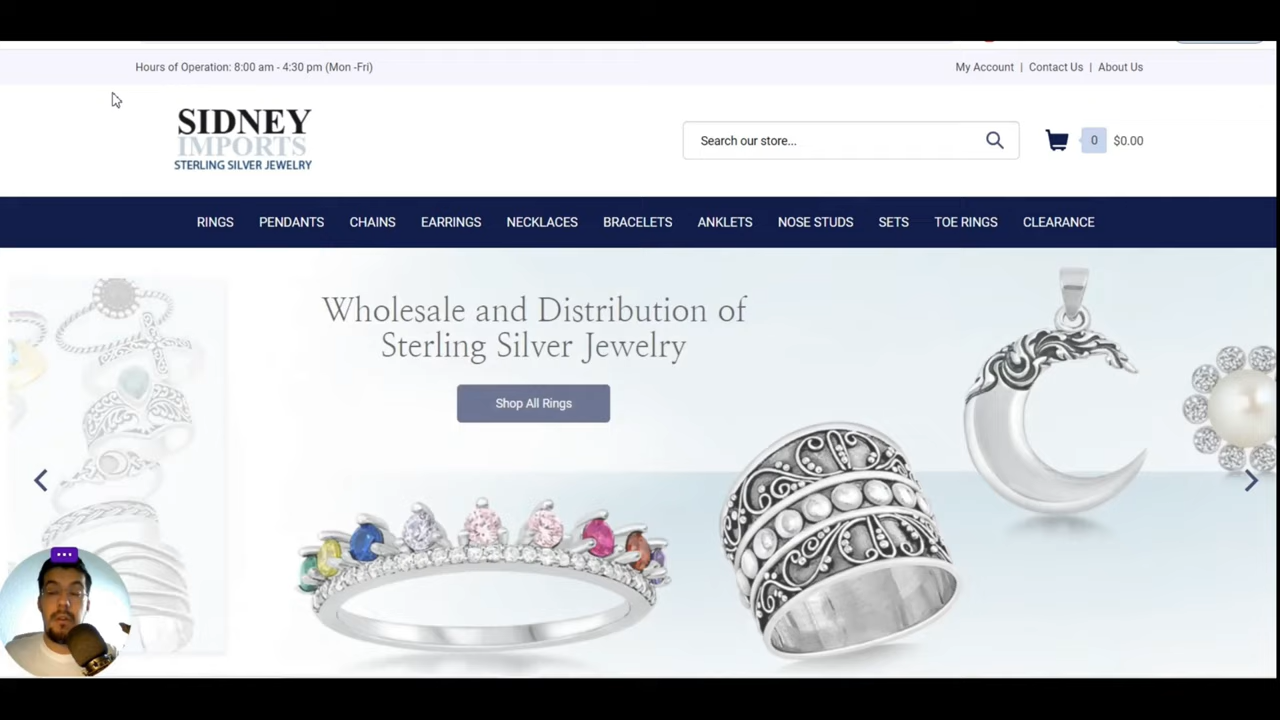 Hours of Operation: 8:00 am - 4:30 pm (Mon -Fri)
My Account | Contact Us | About Us
SIDNEY
IMPORTS
STERLING SILVER JEWELRY
Search our store...
0 $0.00
RINGS PENDANTS CHAINS EARRINGS NECKLACES BRACELETS ANKLETS NOSE STUDS SETS TOE RINGS CLEARANCE
Wholesale and Distribution of
Sterling Silver Jewelry
Shop All Rings